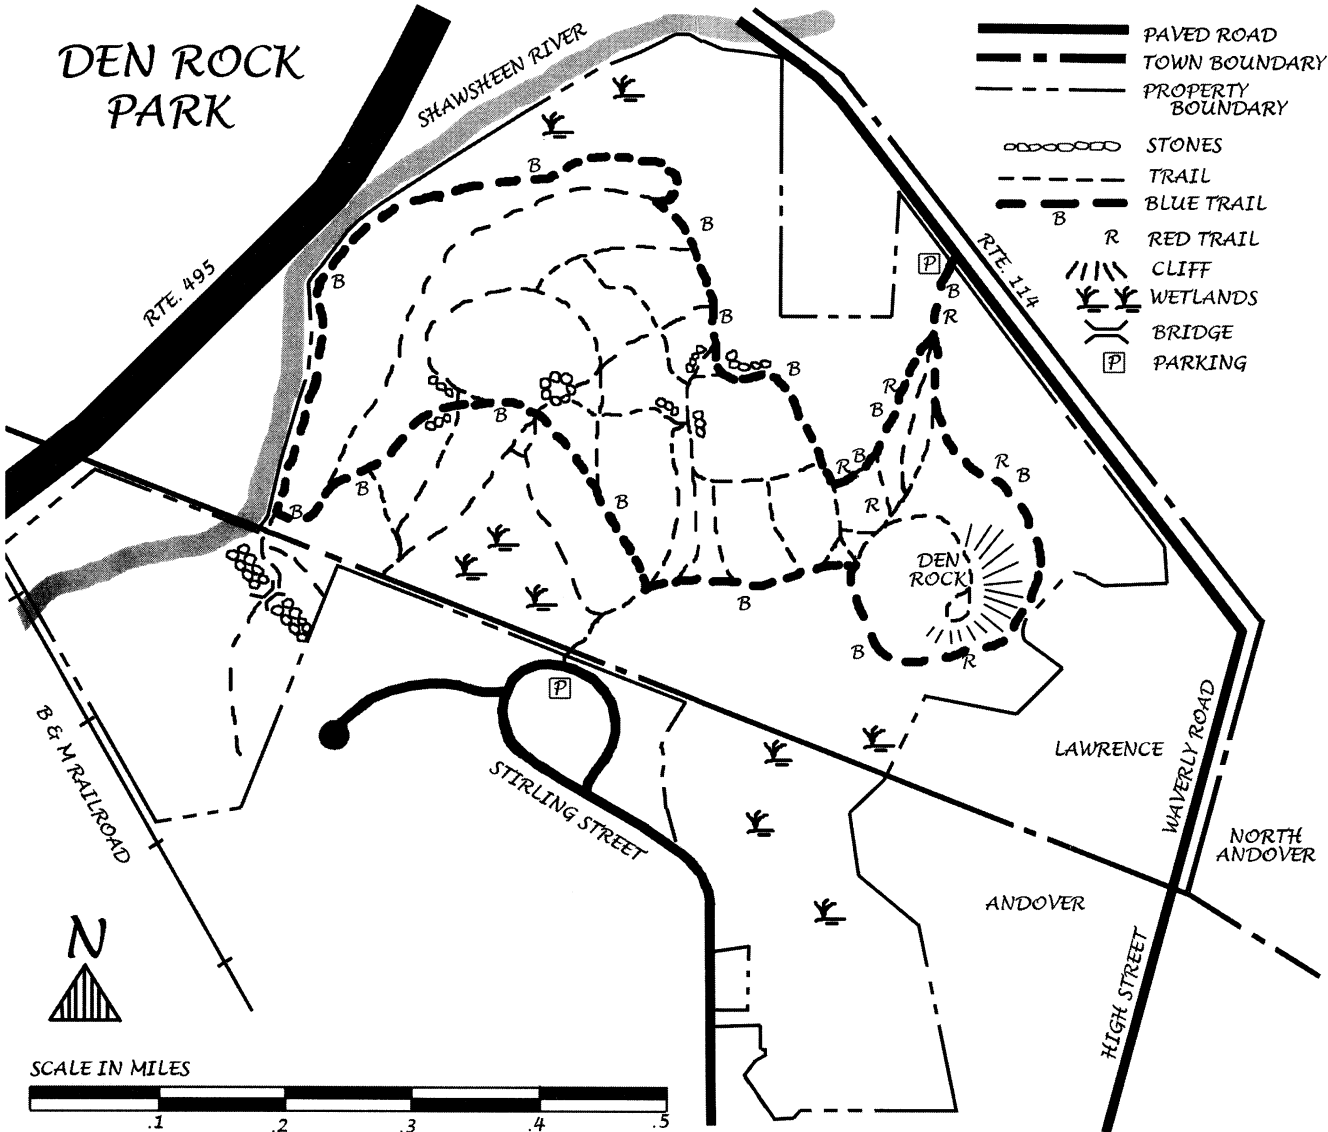 DEN ROCK
PARK
SHAWSHEEN RIVER
RTE. 495
RTE. 114
PAVED ROAD
TOWN BOUNDARY
PROPERTY
BOUNDARY
STONES
TRAIL
BLUE TRAIL
B
R RED TRAIL
CLIFF
WETLANDS
BRIDGE
P PARKING
B
B
B
B
P
B
R
B
R
B
B
R
B
R
B
R
B
B
B
B
R
DEN
ROCK
B
B
R
P
STIRLING STREET
B & M RAILROAD
LAWRENCE
WAVERLY ROAD
NORTH
ANDOVER
ANDOVER
HIGH STREET
N
SCALE IN MILES
.1 .2 .3 .4 .5